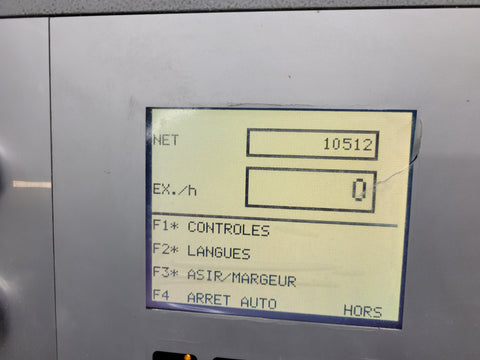 NET 10512
EX./h 0
F1* CONTROLES
F2* LANGUES
F3* ASIR/MARGEUR
F4 ARRET AUTO HORS